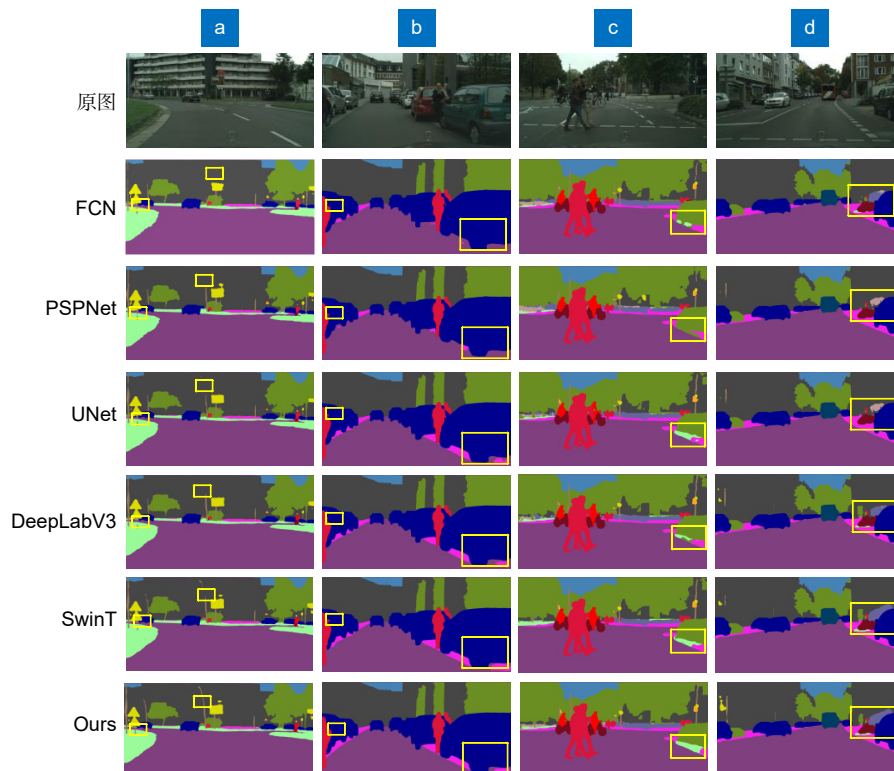 a b c d
原图
FCN
PSPNet
UNet
DeepLabV3
SwinT
Ours